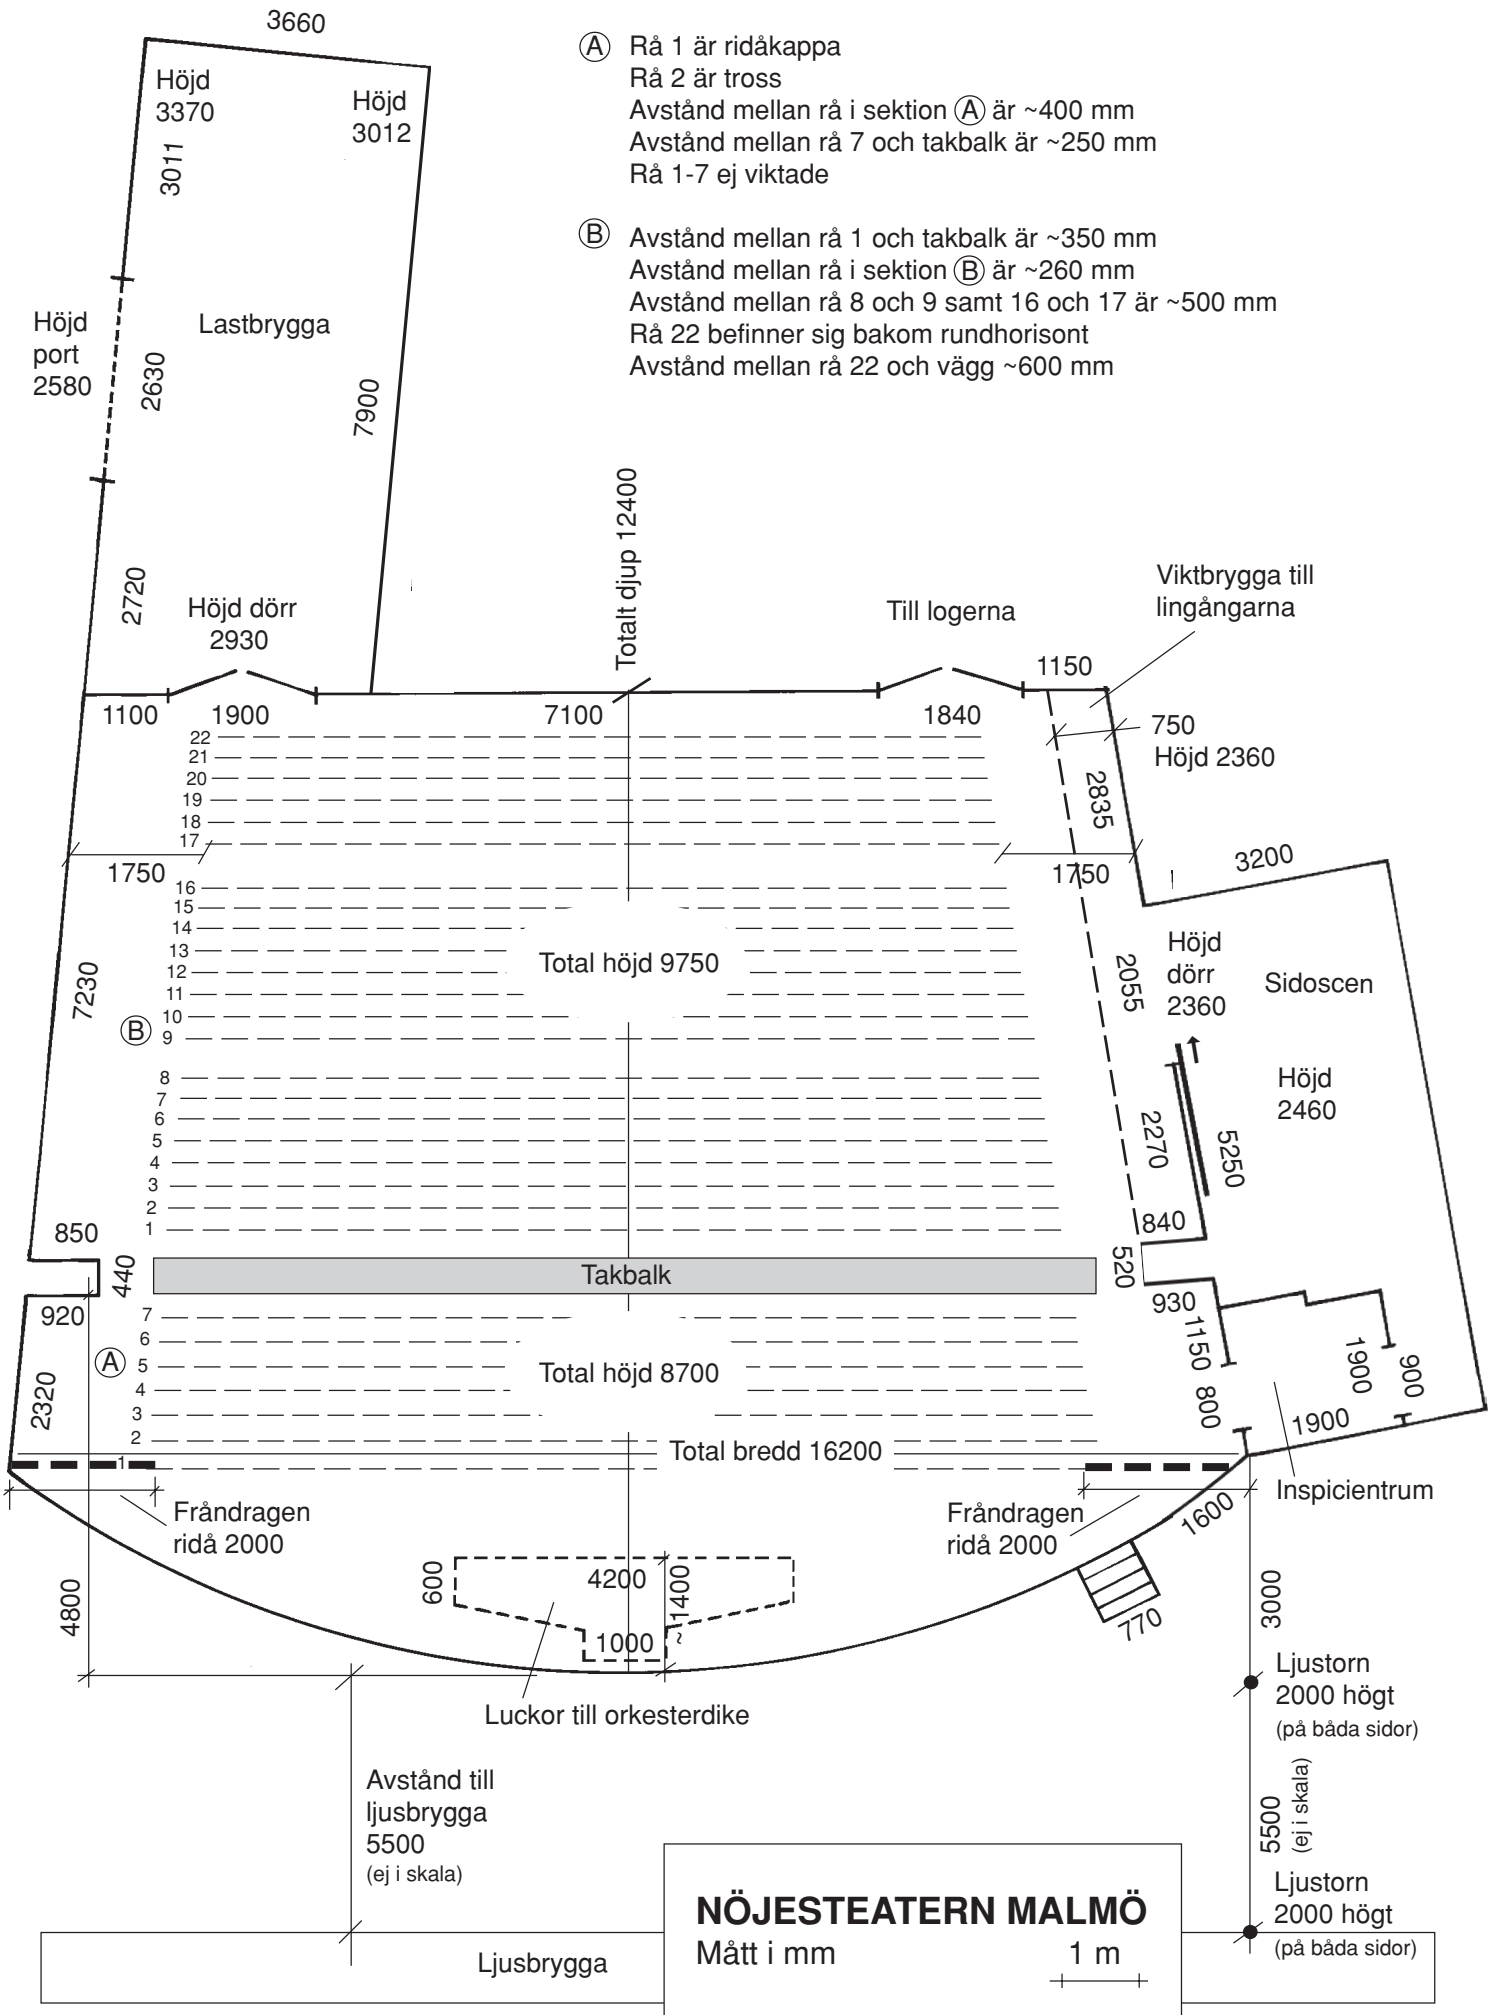 3660
Ⓐ Rå 1 är ridåkappa
Rå 2 är tross
Avstånd mellan rå i sektion Ⓐ är ~400 mm
Avstånd mellan rå 7 och takbalk är ~250 mm
Rå 1-7 ej viktade
Ⓑ Avstånd mellan rå 1 och takbalk är ~350 mm
Avstånd mellan rå i sektion Ⓑ är ~260 mm
Avstånd mellan rå 8 och 9 samt 16 och 17 är ~500 mm
Rå 22 befinner sig bakom rundhorisont
Avstånd mellan rå 22 och vägg ~600 mm
Höjd
3370
Höjd
3012
3011
Höjd
port
2580
Lastbrygga
2630
7900
2720
Höjd dörr
2930
Totalt djup 12400
Till logerna
Viktbrygga till
lingångarna
1150
1100
1900
7100
1840
750
Höjd 2360
2835
22
21
20
19
18
17
1750
1750
3200
16
15
14
13
12
11
10
9
Total höjd 9750
7230
Ⓑ
2055
Höjd
dörr
2360
Sidoscen
Höjd
2460
8
7
6
5
4
3
2
1
2270
5250
850
440
840
520
Takbalk
920
930
7
6
5
4
3
2
1
Ⓐ
Total höjd 8700
2320
1150
800
1900
900
1900
Total bredd 16200
Fråndragen
ridå 2000
Fråndragen
ridå 2000
1600
Inspicientrum
4800
600
4200
~1400
1000
770
3000
Luckor till orkesterdike
Ljustorn
2000 högt
(på båda sidor)
Avstånd till
ljusbrygga
5500
(ej i skala)
5500
(ej i skala)
Ljustorn
2000 högt
(på båda sidor)
Ljusbrygga
NÖJESTEATERN MALMÖ
Mått i mm
1 m